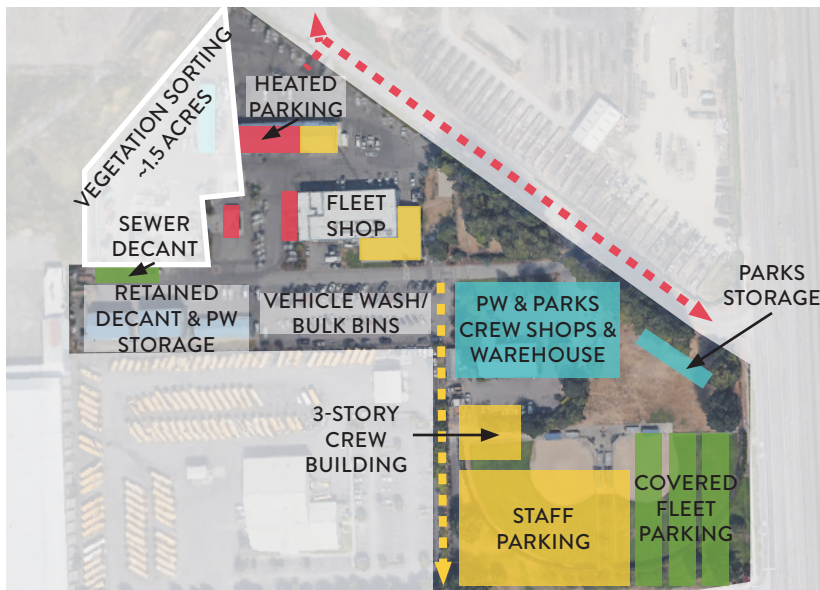 VEGETATION SORTING
~1.5 ACRES
HEATED
PARKING
SEWER
DECANT
FLEET
SHOP
RETAINED
DECANT & PW
STORAGE
VEHICLE WASH/
BULK BINS
PW & PARKS
CREW SHOPS &
WAREHOUSE
PARKS
STORAGE
3-STORY
CREW
BUILDING
STAFF
PARKING
COVERED
FLEET
PARKING